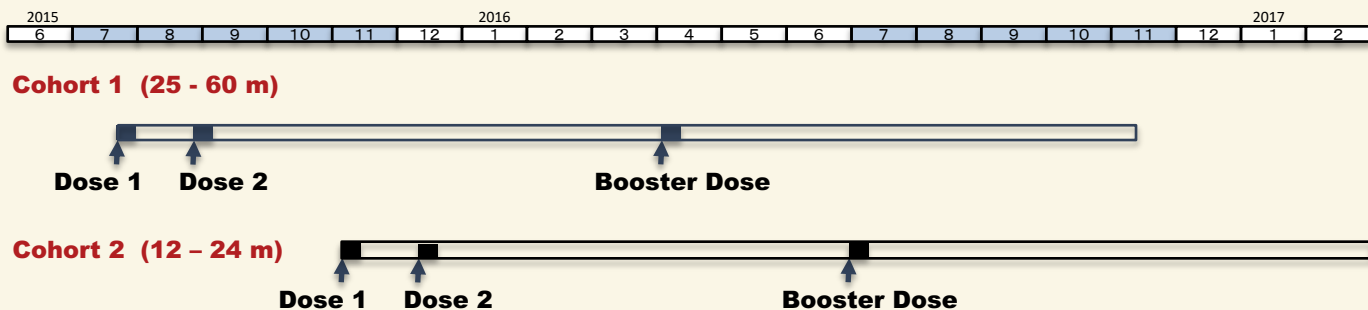 2015 2016 2017
6 7 8 9 10 11 12 1 2 3 4 5 6 7 8 9 10 11 12 1 2
Cohort 1 (25 - 60 m)
Dose 1 Dose 2 Booster Dose
Cohort 2 (12 – 24 m)
Dose 1 Dose 2 Booster Dose